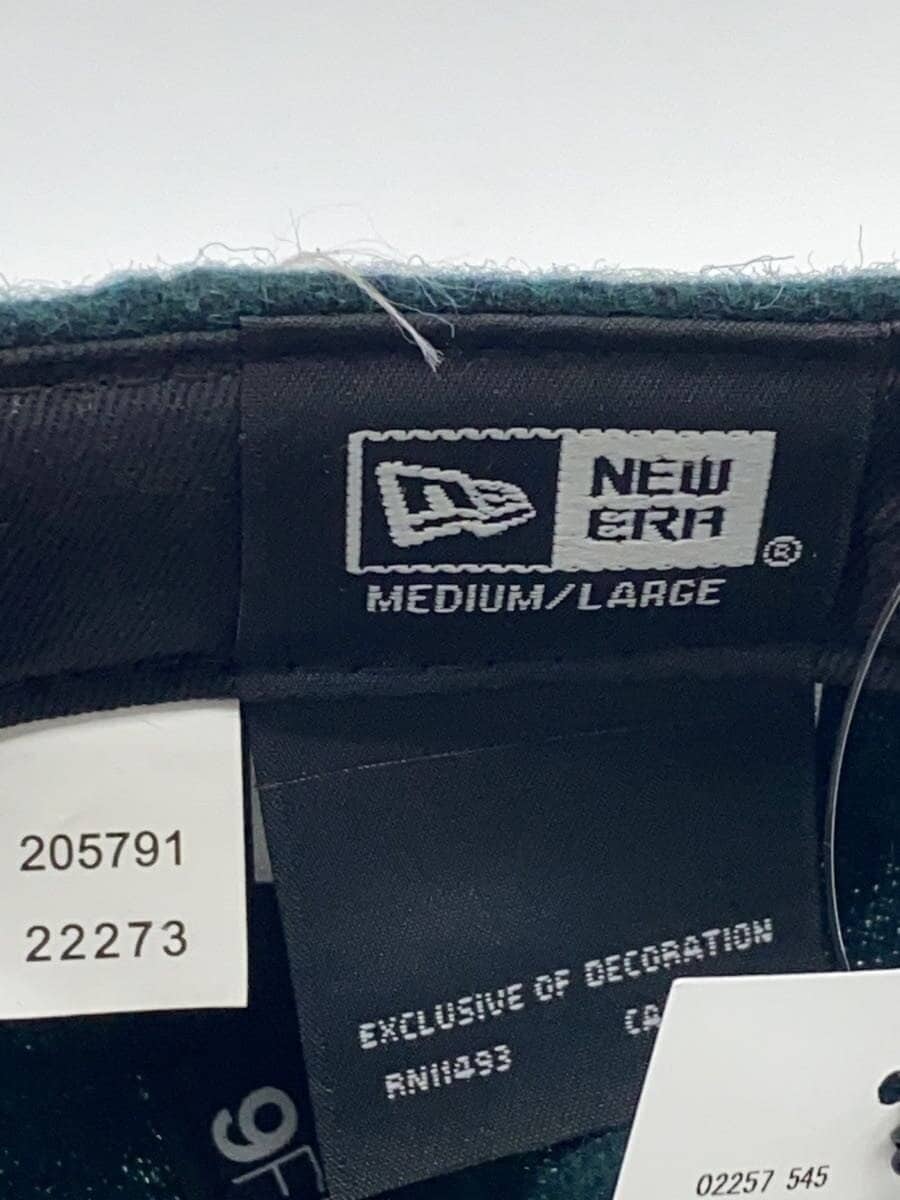 NEW
ERA
®
MEDIUM/LARGE
205791
22273
EXCLUSIVE OF DECORATION
CA
RN11493
9F
02257 545